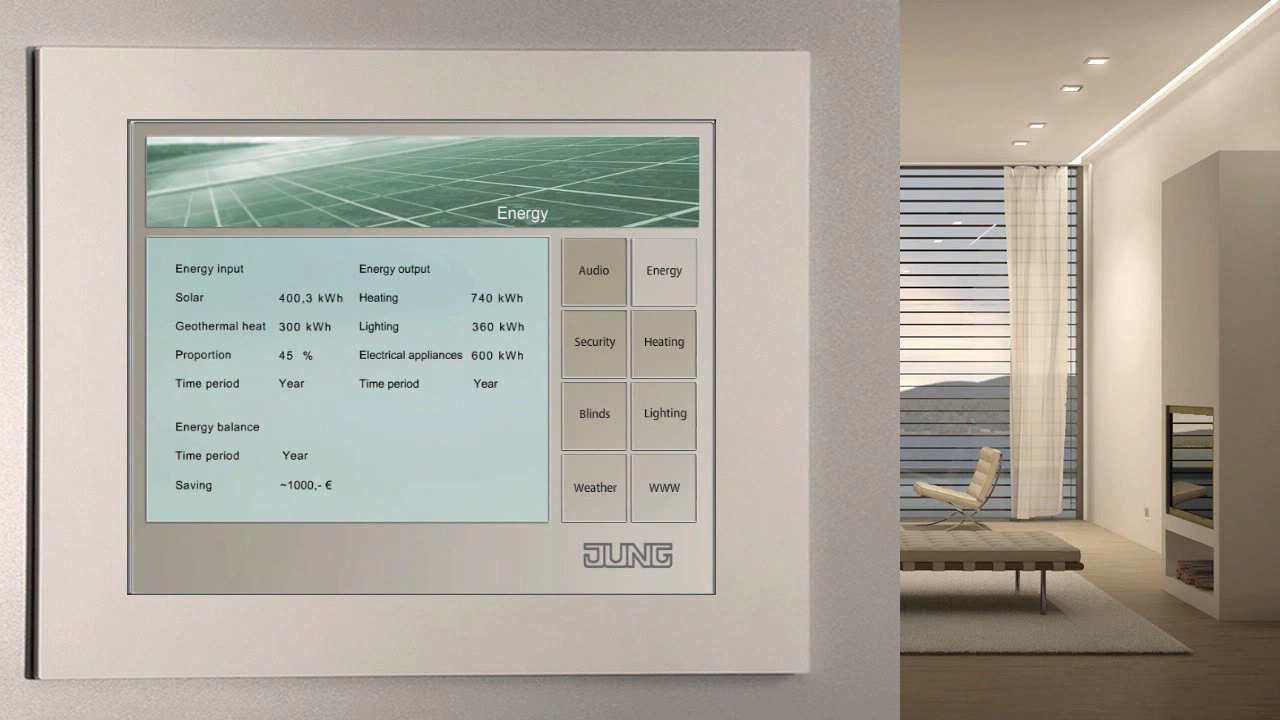 Energy
Energy input
Solar 400,3 kWh
Geothermal heat 300 kWh
Proportion 45 %
Time period Year
Energy output
Heating 740 kWh
Lighting 360 kWh
Electrical appliances 600 kWh
Time period Year
Energy balance
Time period Year
Saving ~1000,- €
Audio
Energy
Security
Heating
Blinds
Lighting
Weather
WWW
JUNG